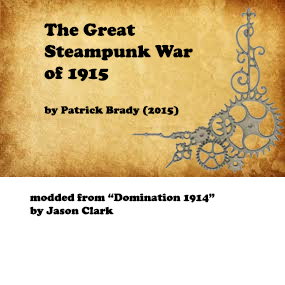 The Great
Steampunk War
of 1915
by Patrick Brady (2015)
modded from “Domination 1914”
by Jason Clark